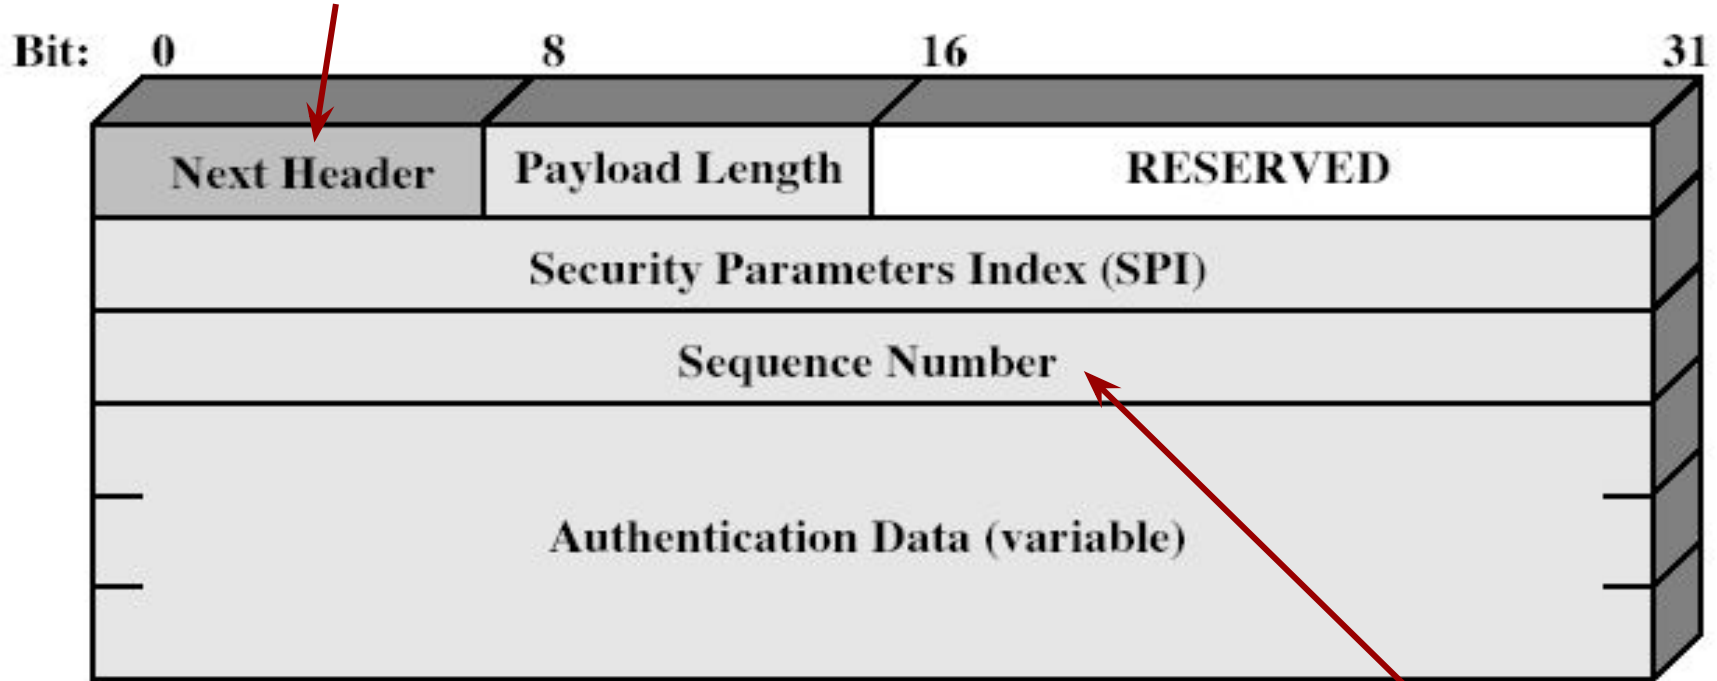 Bit: 0 8 16 31
Next Header Payload Length RESERVED
Security Parameters Index (SPI)
Sequence Number
Authentication Data (variable)